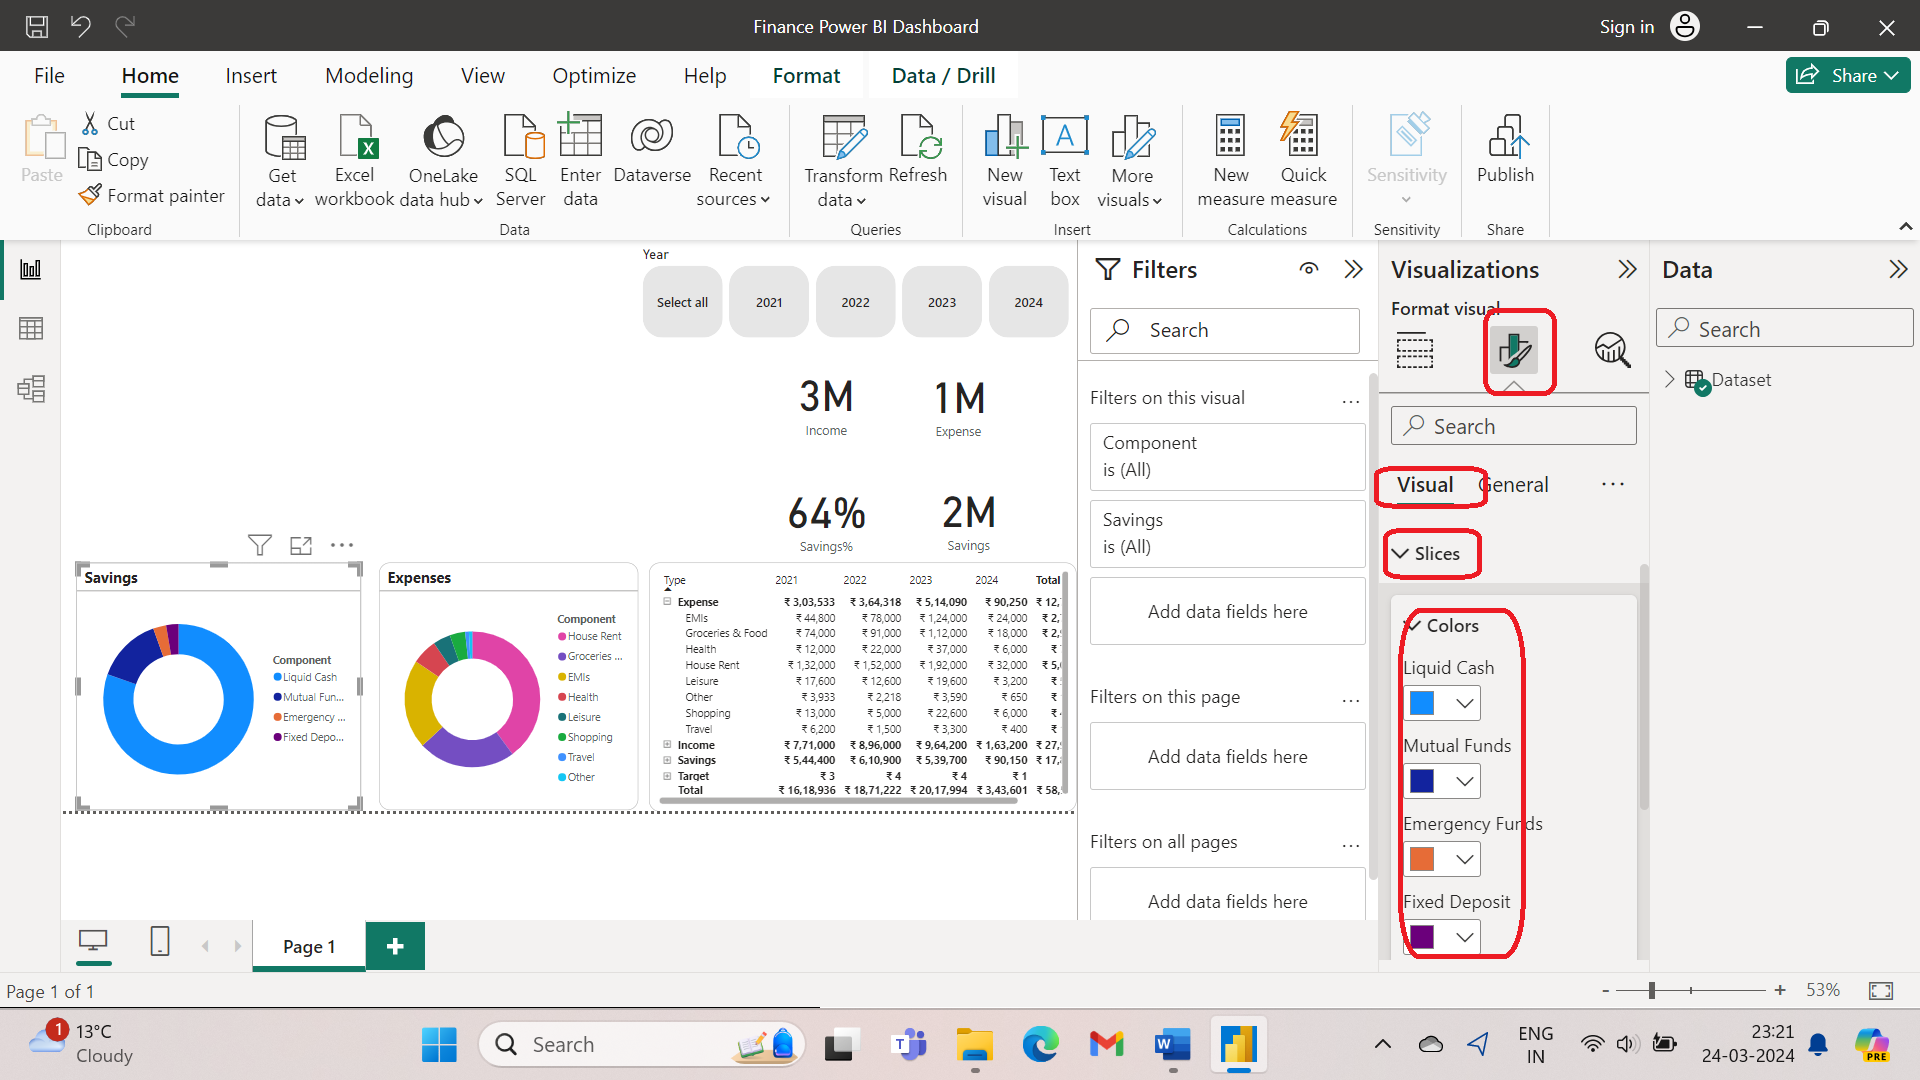 Finance Power BI Dashboard
Sign in
File Home Insert Modeling View Optimize Help Format Data / Drill
Share
Paste
Cut
Copy
Format painter
Clipboard
Get data
Excel workbook
OneLake data hub
SQL Server
Enter data
Dataverse
Recent sources
Data
Transform data
Refresh
Queries
New visual
Text box
More visuals
Insert
New measure
Quick measure
Calculations
Sensitivity
Sensitivity
Publish
Share
Year
Select all 2021 2022 2023 2024
3M
Income
1M
Expense
64%
Savings%
2M
Savings
Savings
Component
Liquid Cash
Mutual Fun...
Emergency ...
Fixed Depo...
Expenses
Component
House Rent
Groceries ...
EMIs
Health
Leisure
Shopping
Travel
Other
Type 2021 2022 2023 2024 Total
Expense ₹ 3,03,533 ₹ 3,64,318 ₹ 5,14,090 ₹ 90,250 ₹ 12,
EMIs ₹ 44,800 ₹ 78,000 ₹ 1,24,000 ₹ 24,000 ₹ 2,
Groceries & Food ₹ 74,000 ₹ 91,000 ₹ 1,12,000 ₹ 18,000 ₹ 2,
Health ₹ 12,000 ₹ 22,000 ₹ 37,000 ₹ 6,000 ₹
House Rent ₹ 1,32,000 ₹ 1,52,000 ₹ 1,92,000 ₹ 32,000 ₹ 5,
Leisure ₹ 17,600 ₹ 12,600 ₹ 19,600 ₹ 3,200 ₹
Other ₹ 3,933 ₹ 2,218 ₹ 3,590 ₹ 650 ₹
Shopping ₹ 13,000 ₹ 5,000 ₹ 22,600 ₹ 6,000 ₹
Travel ₹ 6,200 ₹ 1,500 ₹ 3,300 ₹ 400 ₹
Income ₹ 7,71,000 ₹ 8,96,000 ₹ 9,64,200 ₹ 1,63,200 ₹ 27,
Savings ₹ 5,44,400 ₹ 6,10,900 ₹ 5,39,700 ₹ 90,150 ₹ 17,
Target ₹ 3 ₹ 4 ₹ 4 ₹ 1
Total ₹ 16,18,936 ₹ 18,71,222 ₹ 20,17,994 ₹ 3,43,601 ₹ 58,
Filters
Search
Filters on this visual ...
Component
is (All)
Savings
is (All)
Add data fields here
Filters on this page ...
Add data fields here
Filters on all pages ...
Add data fields here
Visualizations
Format visual
Search
Visual General ...
Slices
Colors
Liquid Cash
Mutual Funds
Emergency Funds
Fixed Deposit
Data
Search
Dataset
A
Page 1 +
Page 1 of 1
- + 53%
1 13°C
Cloudy
Search
ENG
IN
23:21
24-03-2024
PRE